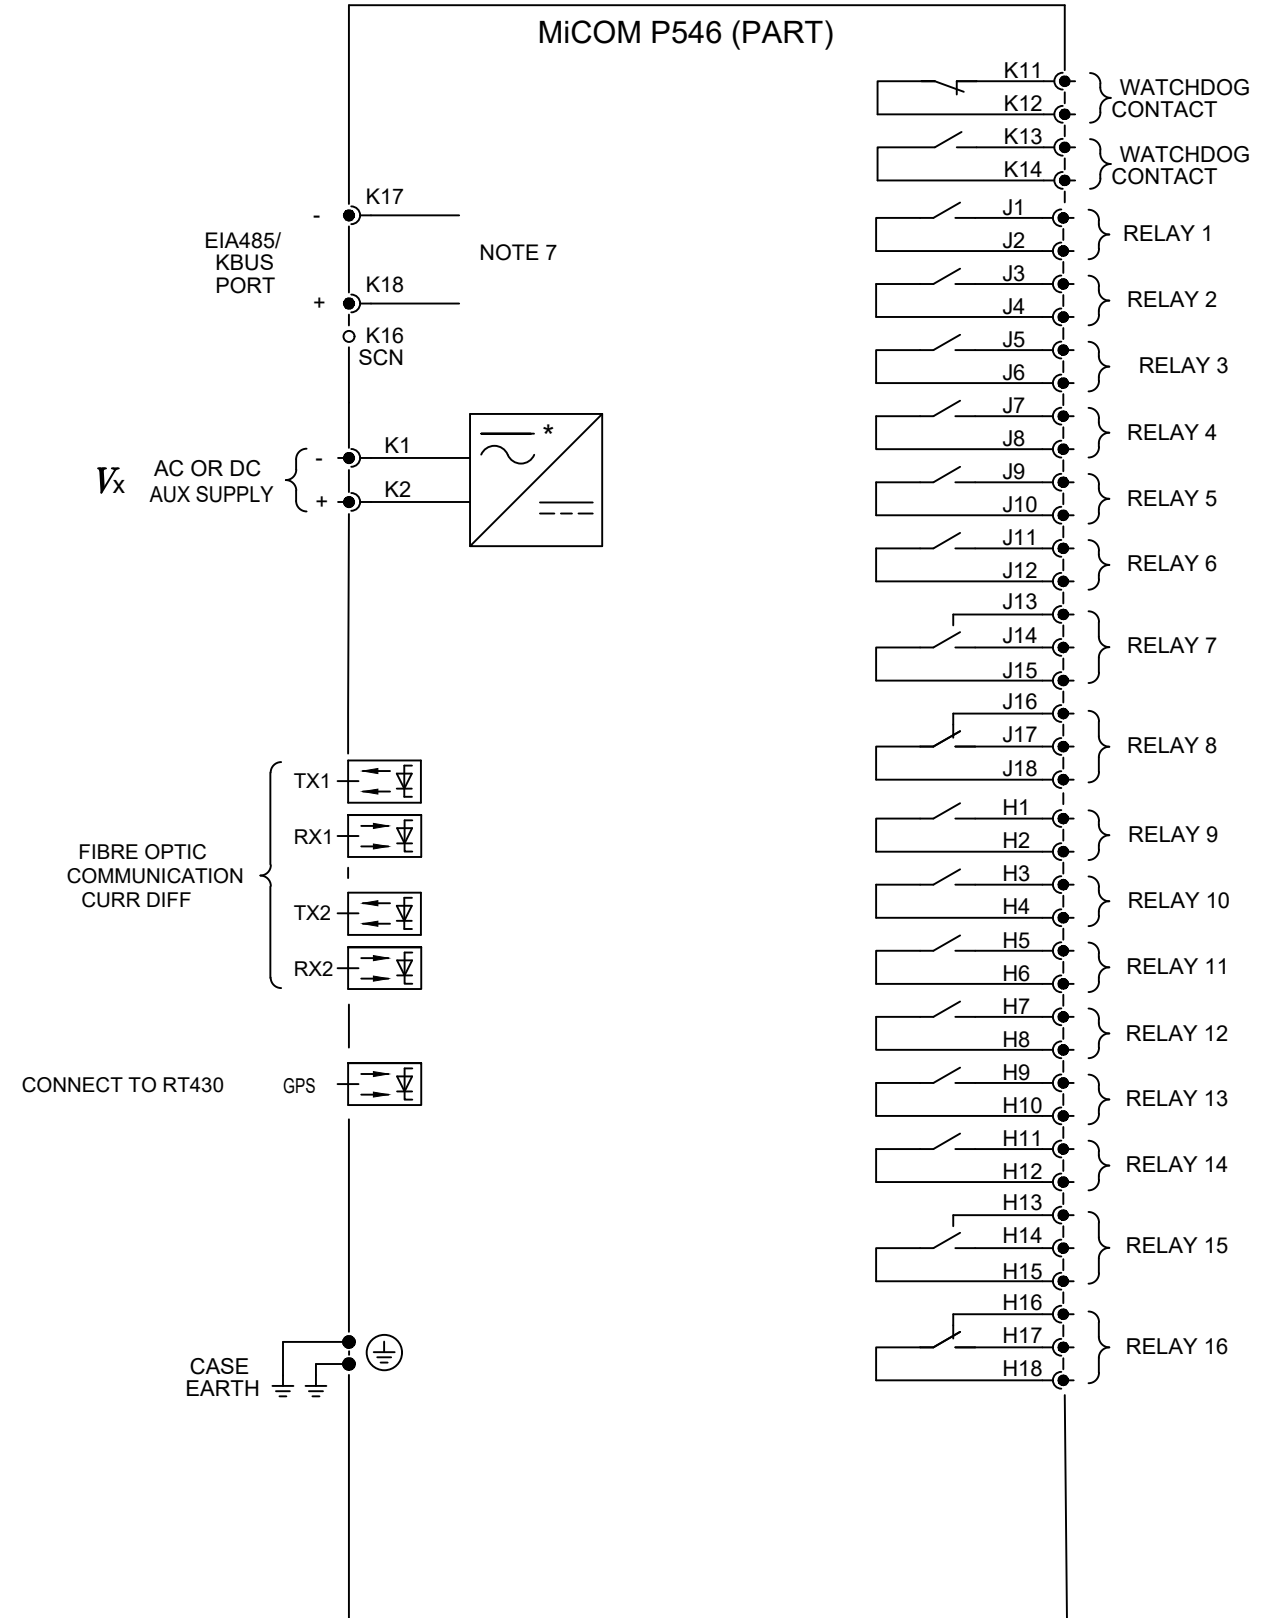 MiCOM P546 (PART)
K17
-
EIA485/
KBUS
PORT
NOTE 7
K18
+
K16
SCN
Vx
AC OR DC
AUX SUPPLY
-
K1
+
K2
*
FIBRE OPTIC
COMMUNICATION
CURR DIFF
TX1
RX1
TX2
RX2
CONNECT TO RT430
GPS
CASE
EARTH
K11
K12
WATCHDOG
CONTACT
K13
K14
WATCHDOG
CONTACT
J1
J2
RELAY 1
J3
J4
RELAY 2
J5
J6
RELAY 3
J7
J8
RELAY 4
J9
J10
RELAY 5
J11
J12
RELAY 6
J13
J14
J15
RELAY 7
J16
J17
J18
RELAY 8
H1
H2
RELAY 9
H3
H4
RELAY 10
H5
H6
RELAY 11
H7
H8
RELAY 12
H9
H10
RELAY 13
H11
H12
RELAY 14
H13
H14
H15
RELAY 15
H16
H17
H18
RELAY 16